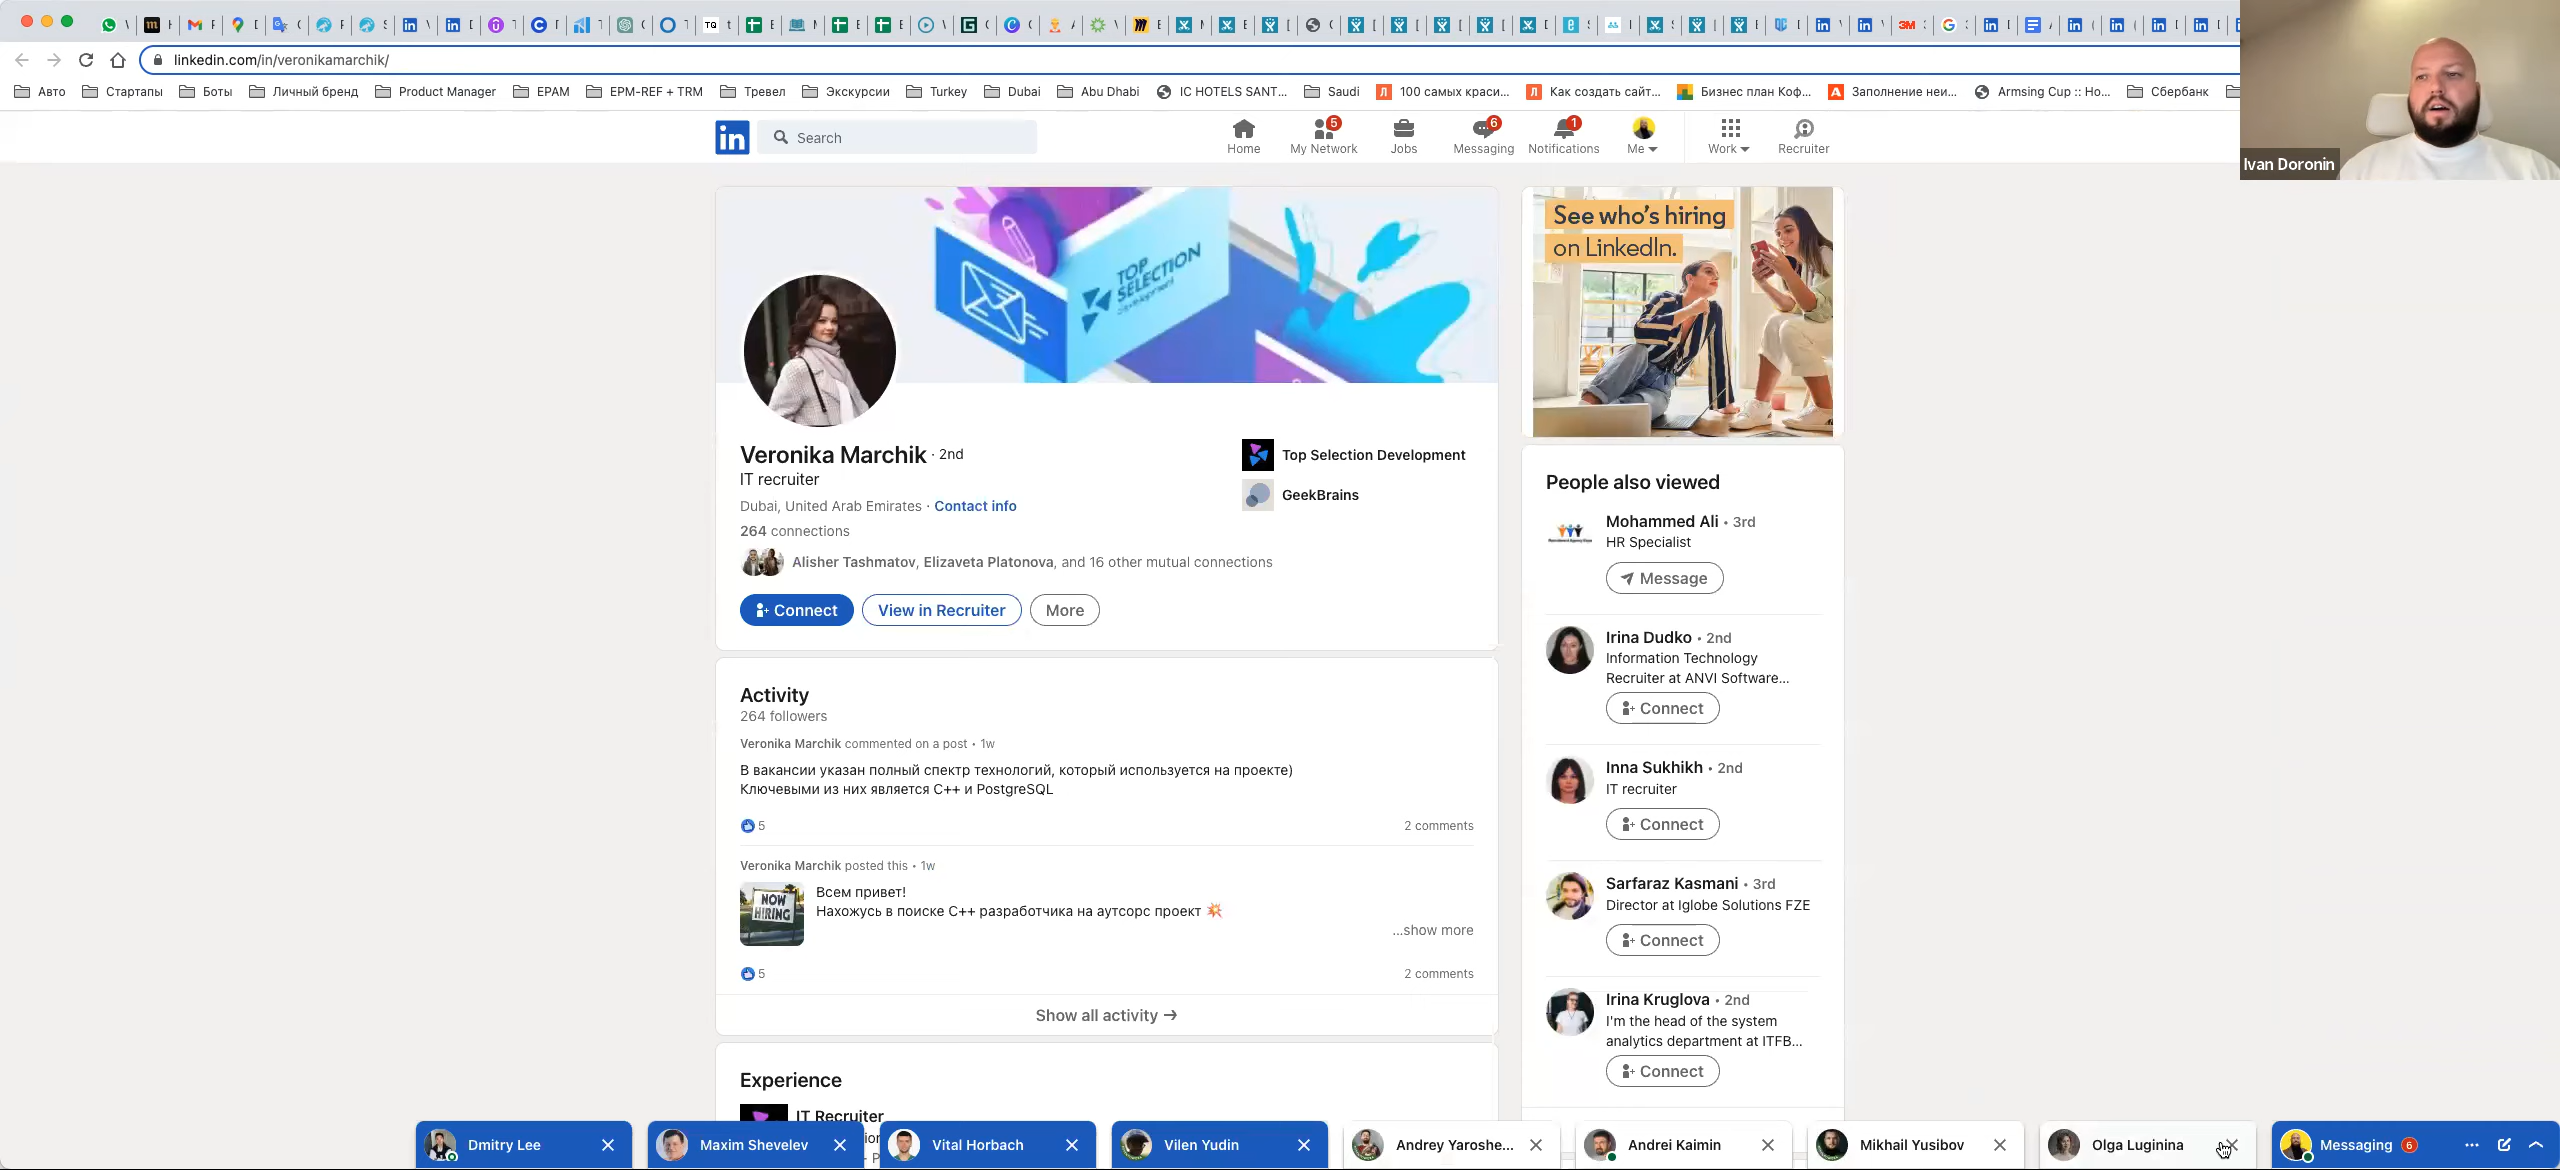 linkedin.com/in/veronikamarchik/
Авто
Стартапы
Боты
Личный бренд
Product Manager
EPAM
EPM-REF + TRM
Тревел
Экскурсии
Turkey
Dubai
Abu Dhabi
IC HOTELS SANT...
Saudi
100 самых краси...
Как создать сайт...
Бизнес план Коф...
Заполнение неи...
Armsing Cup :: Ho...
Сбербанк
Ivan Doronin
Search
Home
5
My Network
Jobs
6
Messaging
1
Notifications
Me
Work
Recruiter
TOP
SELECTION
development
See who's hiring
on LinkedIn.
Veronika Marchik · 2nd
IT recruiter
Dubai, United Arab Emirates · Contact info
264 connections
Alisher Tashmatov, Elizaveta Platonova, and 16 other mutual connections
Connect
View in Recruiter
More
Top Selection Development
GeekBrains
Activity
264 followers
Veronika Marchik commented on a post • 1w
В вакансии указан полный спектр технологий, который используется на проекте)
Ключевыми из них является С++ и PostgreSQL
5
2 comments
Veronika Marchik posted this • 1w
NOW
HIRING
Всем привет!
Нахожусь в поиске С++ разработчика на аутсорс проект 💥
...show more
5
2 comments
Show all activity →
Experience
IT Recruiter
People also viewed
Mohammed Ali • 3rd
HR Specialist
Message
Irina Dudko • 2nd
Information Technology
Recruiter at ANVI Software...
Connect
Inna Sukhikh • 2nd
IT recruiter
Connect
Sarfaraz Kasmani • 3rd
Director at Iglobe Solutions FZE
Connect
Irina Kruglova • 2nd
I'm the head of the system
analytics department at ITFB...
Connect
Dmitry Lee
Maxim Shevelev
Vital Horbach
Vilen Yudin
Andrey Yaroshe...
Andrei Kaimin
Mikhail Yusibov
Olga Luginina
Messaging 6